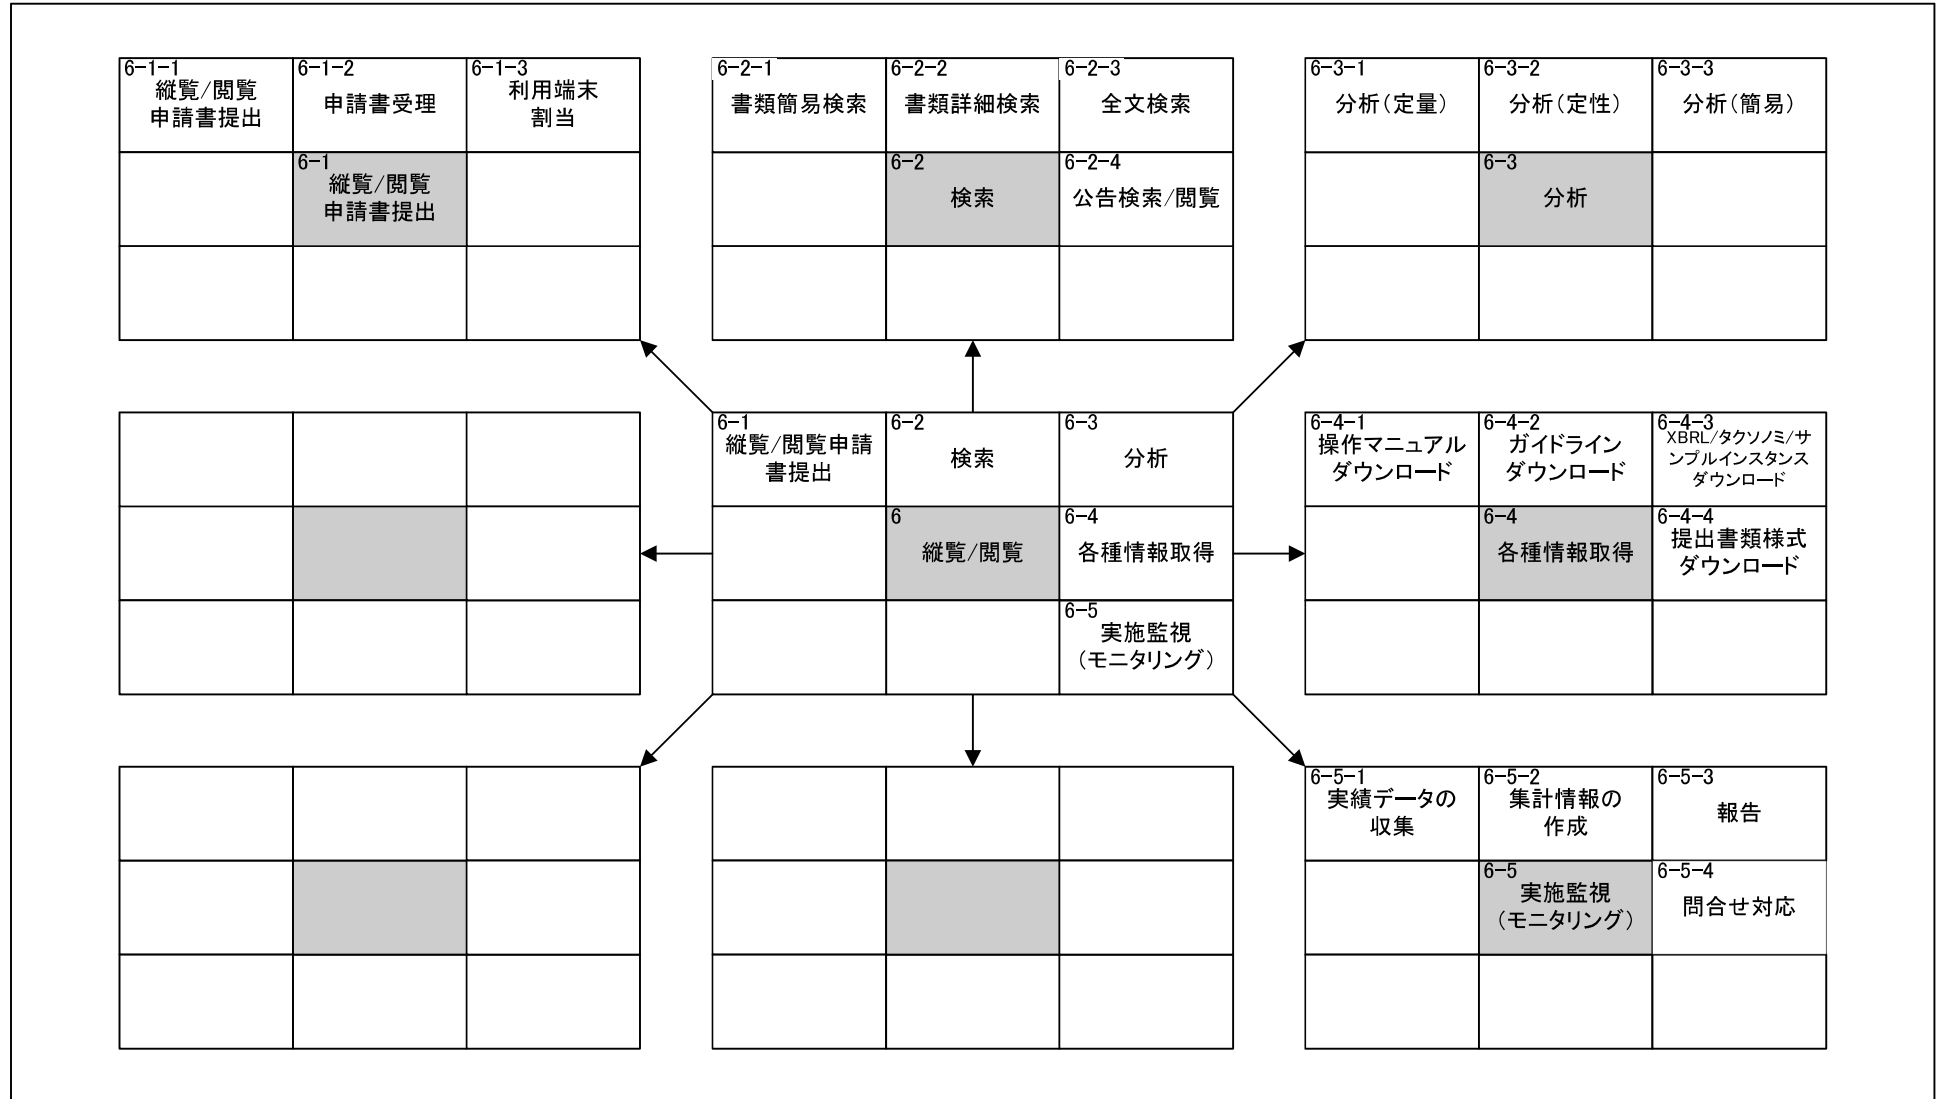 6-1-1
縦覧/閲覧
申請書提出
6-1-2
申請書受理
6-1-3
利用端末
割当
6-1
縦覧/閲覧
申請書提出
6-2-1
書類簡易検索
6-2-2
書類詳細検索
6-2-3
全文検索
6-2
検索
6-2-4
公告検索/閲覧
6-3-1
分析(定量)
6-3-2
分析(定性)
6-3-3
分析(簡易)
6-3
分析
6-1
縦覧/閲覧申請
書提出
6-2
検索
6-3
分析
6
縦覧/閲覧
6-4
各種情報取得
6-5
実施監視
(モニタリング)
6-4-1
操作マニュアル
ダウンロード
6-4-2
ガイドライン
ダウンロード
6-4-3
XBRL/タクソノミ/サ
ンプルインスタンス
ダウンロード
6-4
各種情報取得
6-4-4
提出書類様式
ダウンロード
6-5-1
実績データの
収集
6-5-2
集計情報の
作成
6-5-3
報告
6-5
実施監視
(モニタリング)
6-5-4
問合せ対応